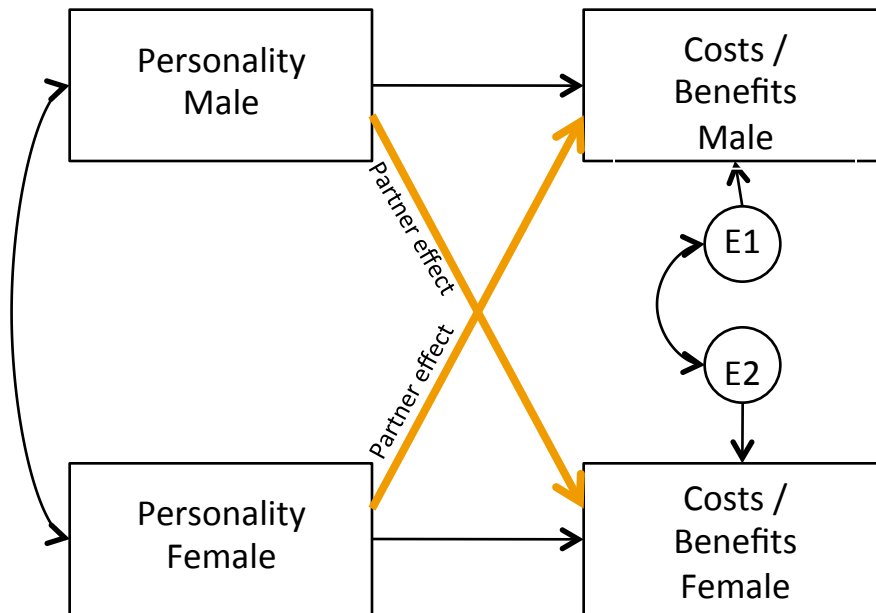 Personality
Male
Costs /
Benefits
Male
Partner effect
E1
Partner effect
E2
Personality
Female
Costs /
Benefits
Female